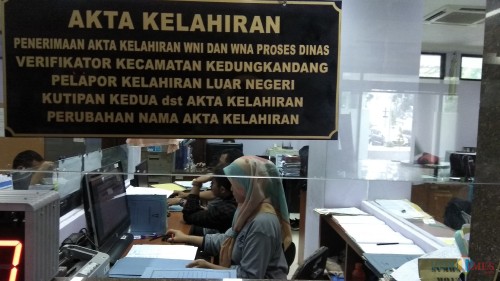 AKTA KELAHIRAN
PENERIMAAN AKTA KELAHIRAN WNI DAN WNA PROSES DINAS
VERIFIKATOR KECAMATAN KEDUNGKANDANG
PELAPOR KELAHIRAN LUAR NEGERI
KUTIPAN KEDUA dst AKTA KELAHIRAN
PERUBAHAN NAMA AKTA KELAHIRAN